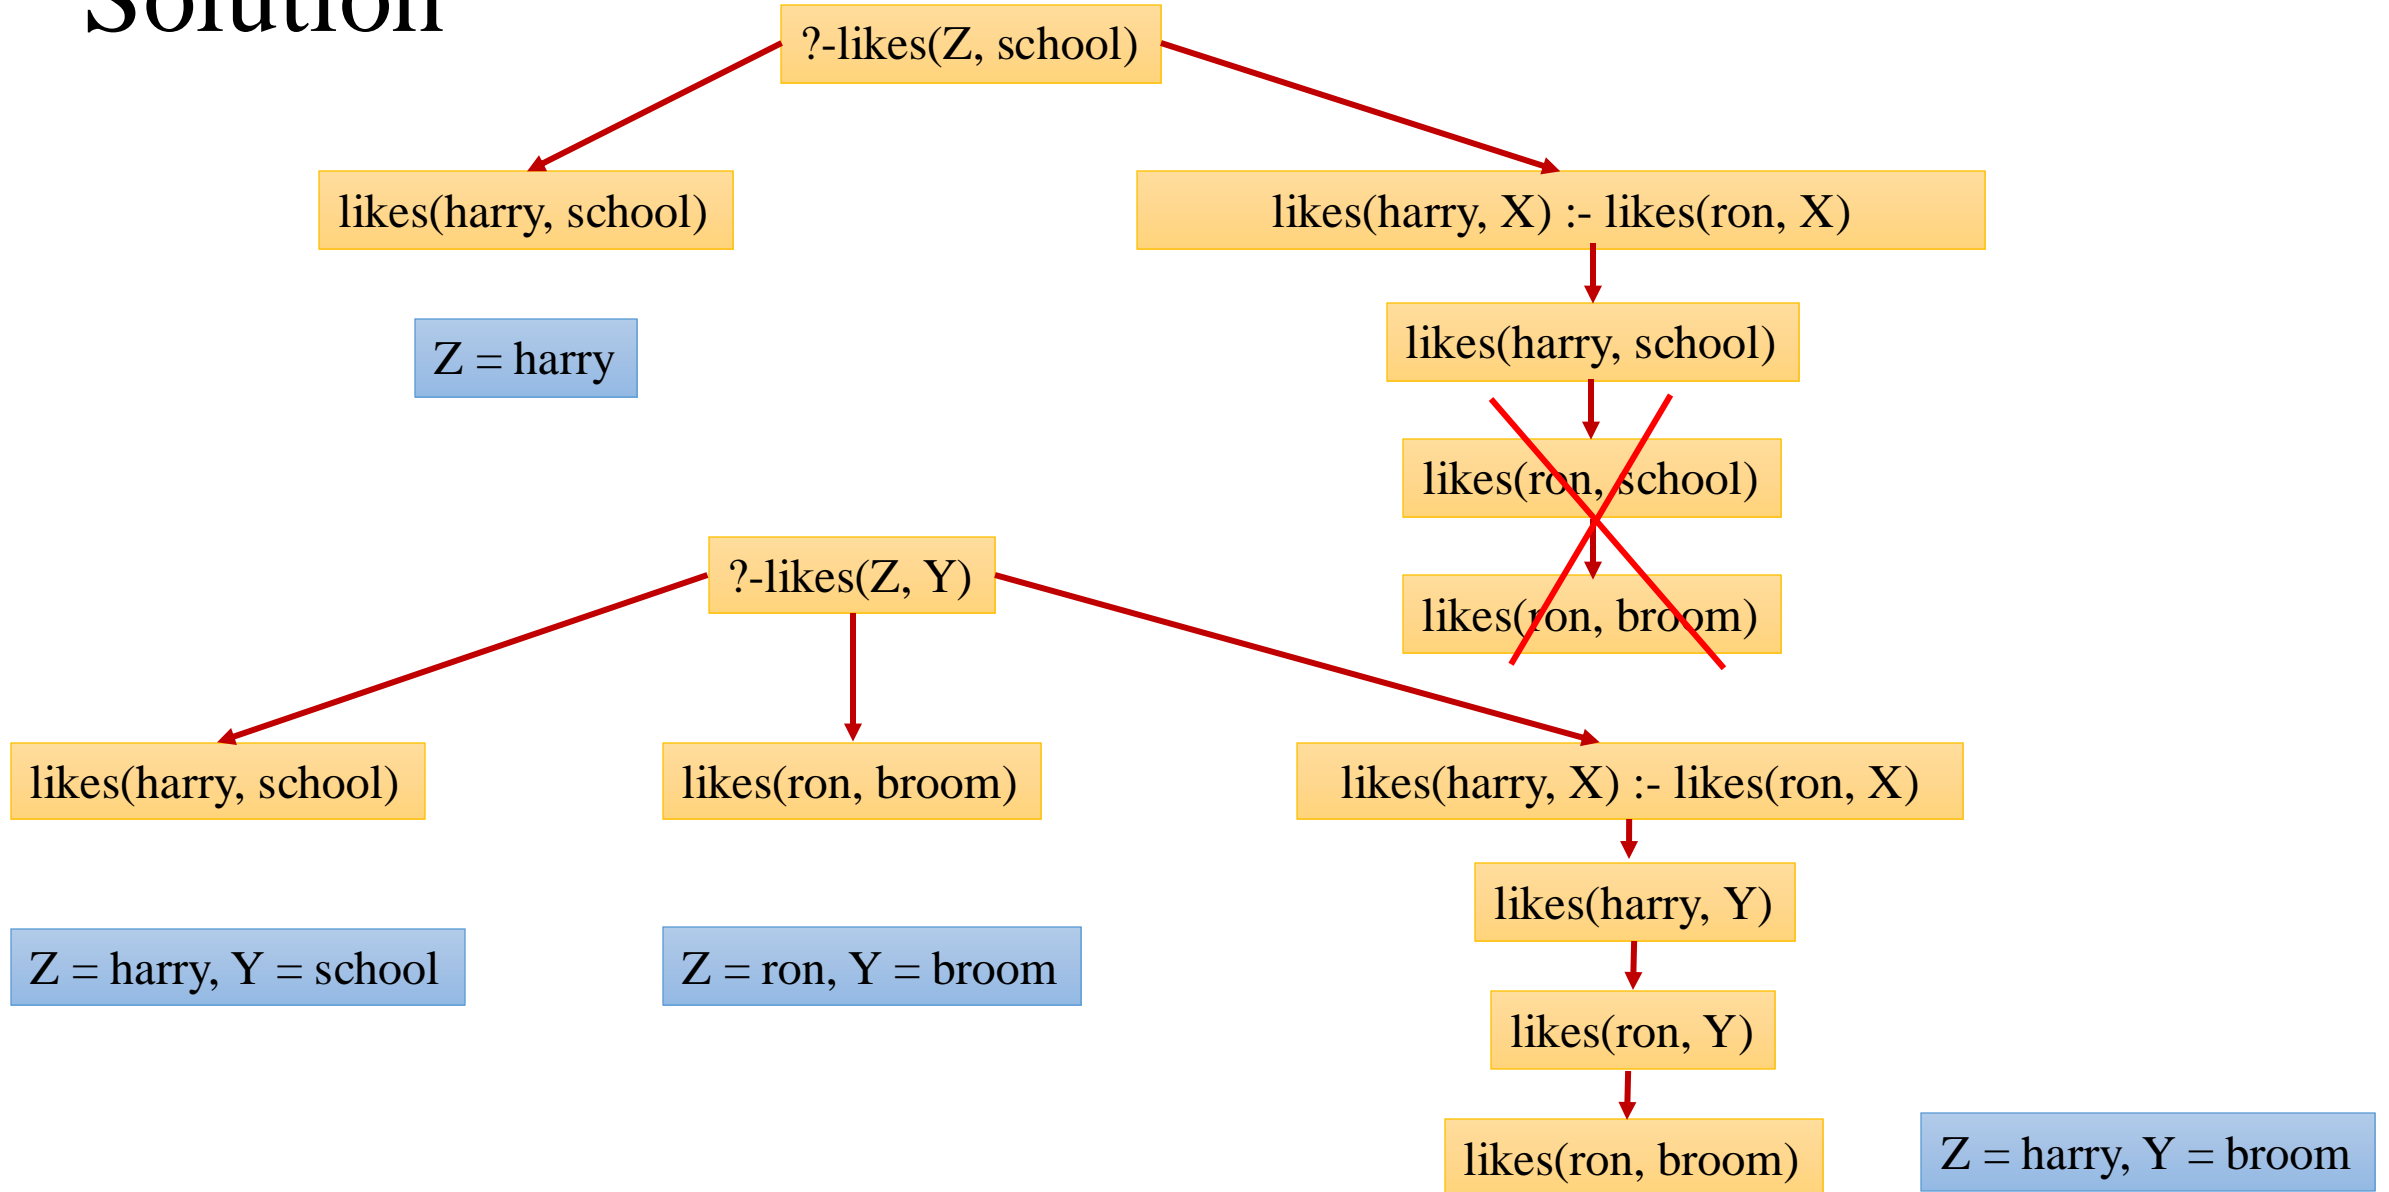 Solution
?-likes(Z, school)
likes(harry, school)
likes(harry, X) :- likes(ron, X)
Z = harry
likes(harry, school)
likes(ron, school)
likes(ron, broom)
?-likes(Z, Y)
likes(harry, school)
likes(ron, broom)
likes(harry, X) :- likes(ron, X)
Z = harry, Y = school
Z = ron, Y = broom
likes(harry, Y)
likes(ron, Y)
likes(ron, broom)
Z = harry, Y = broom